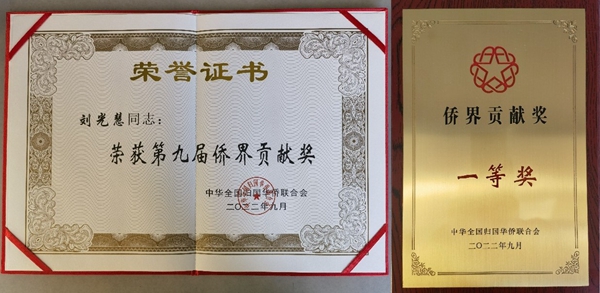 荣誉证书
刘光慧同志：
荣获第九届侨界贡献奖
中华全国归国华侨联合会
二〇二二年九月
侨界贡献奖
一等奖
中华全国归国华侨联合会
二〇二二年九月